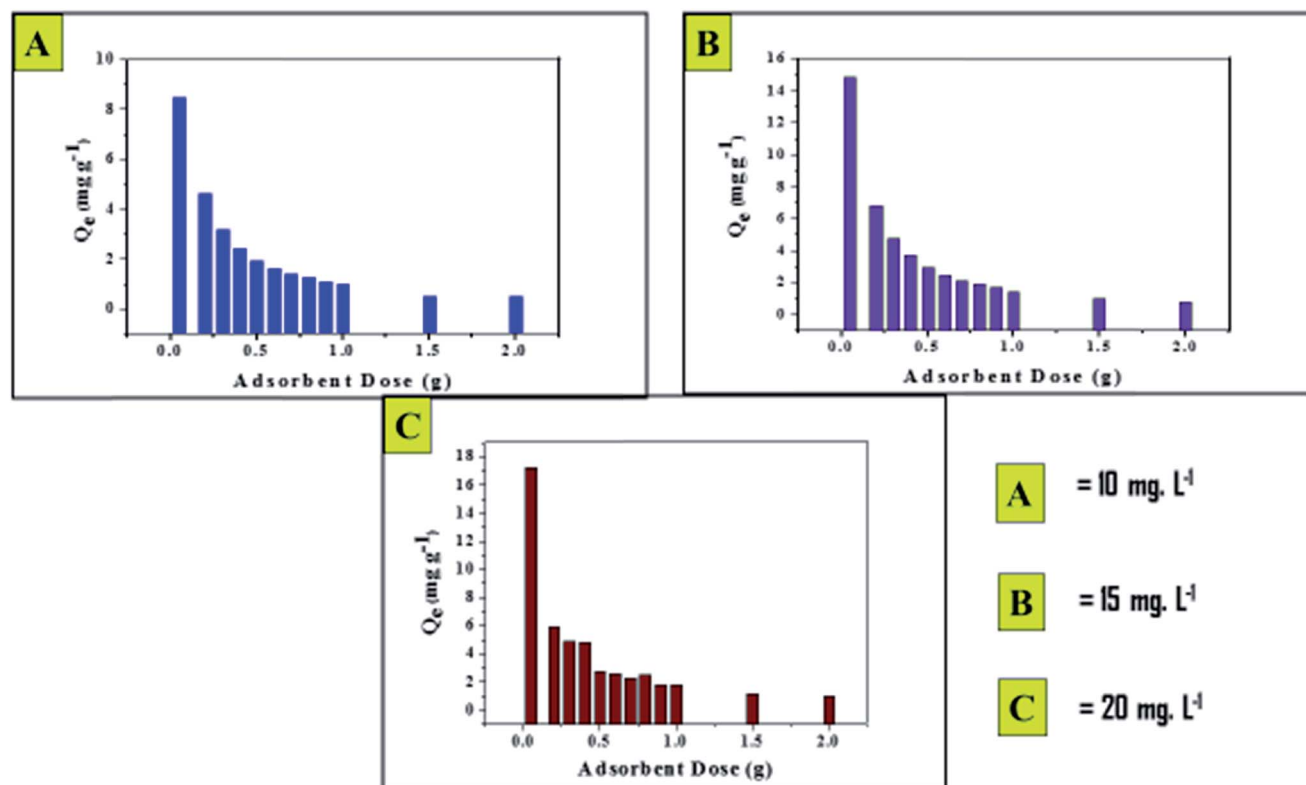 A
10
8
6
4
2
0
Qe (mg g-1)
0.0 0.5 1.0 1.5 2.0
Adsorbent Dose (g)
B
16
14
12
10
8
6
4
2
0
Qe (mg g-1)
0.0 0.5 1.0 1.5 2.0
Adsorbent Dose (g)
C
18
16
14
12
10
8
6
4
2
0
Qe (mg g-1)
0.0 0.5 1.0 1.5 2.0
Adsorbent Dose (g)
A = 10 mg. L-1
B = 15 mg. L-1
C = 20 mg. L-1